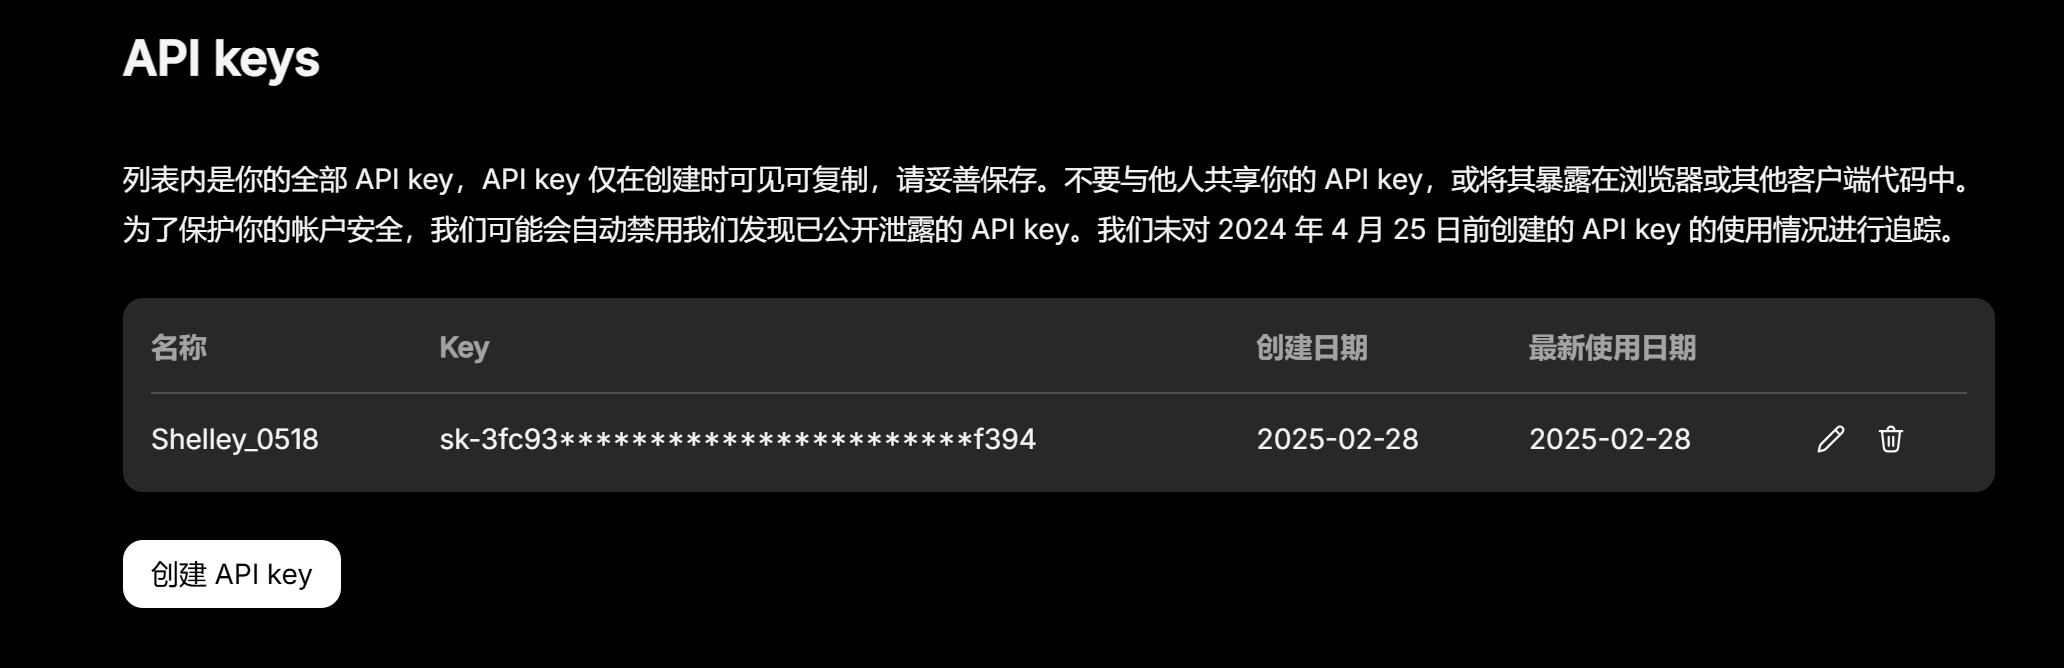 API keys
列表内是你的全部 API key，API key 仅在创建时可见可复制，请妥善保存。不要与他人共享你的 API key，或将其暴露在浏览器或其他客户端代码中。
为了保护你的帐户安全，我们可能会自动禁用我们发现已公开泄露的 API key。我们未对 2024 年 4 月 25 日前创建的 API key 的使用情况进行追踪。
名称 Key 创建日期 最新使用日期
Shelley_0518 sk-3fc93***********************f394 2025-02-28 2025-02-28
创建 API key